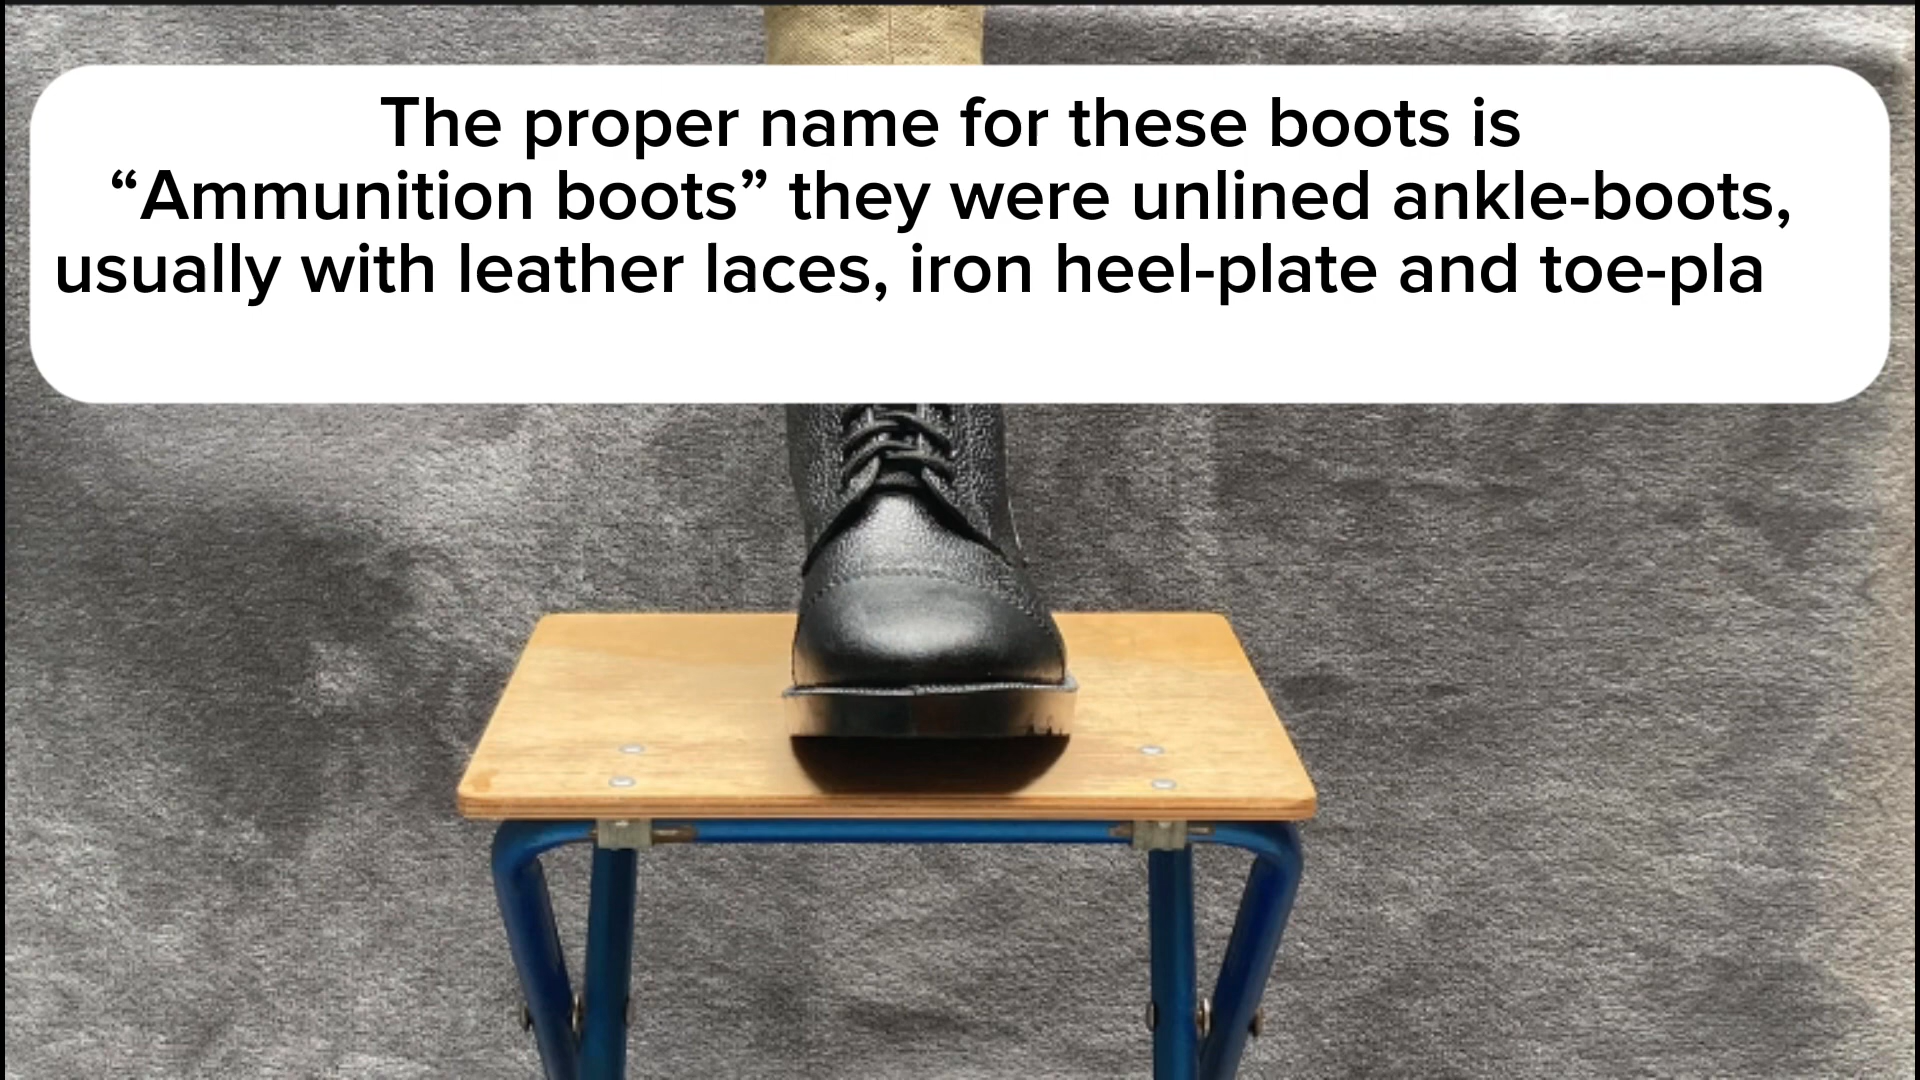 The proper name for these boots is
“Ammunition boots” they were unlined ankle-boots,
usually with leather laces, iron heel-plate and toe-pla